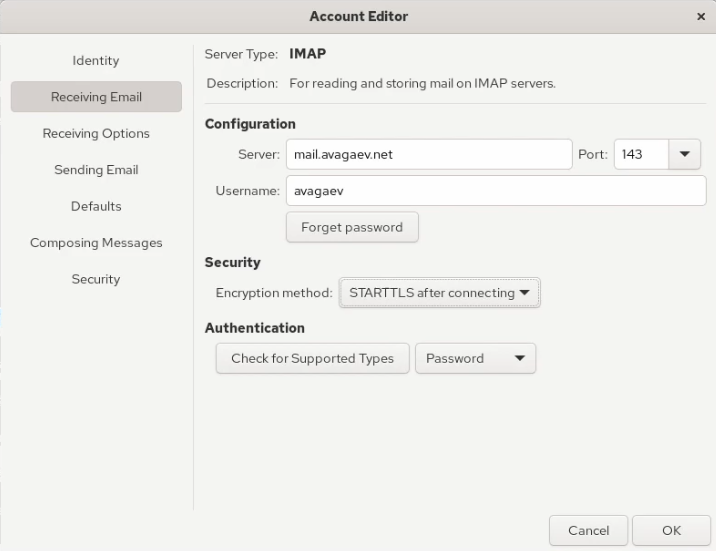 Account Editor
×
Identity
Receiving Email
Receiving Options
Sending Email
Defaults
Composing Messages
Security
Server Type: IMAP
Description: For reading and storing mail on IMAP servers.
Configuration
Server: mail.avagaev.net Port: 143
Username: avagaev
Forget password
Security
Encryption method: STARTTLS after connecting
Authentication
Check for Supported Types Password
Cancel OK